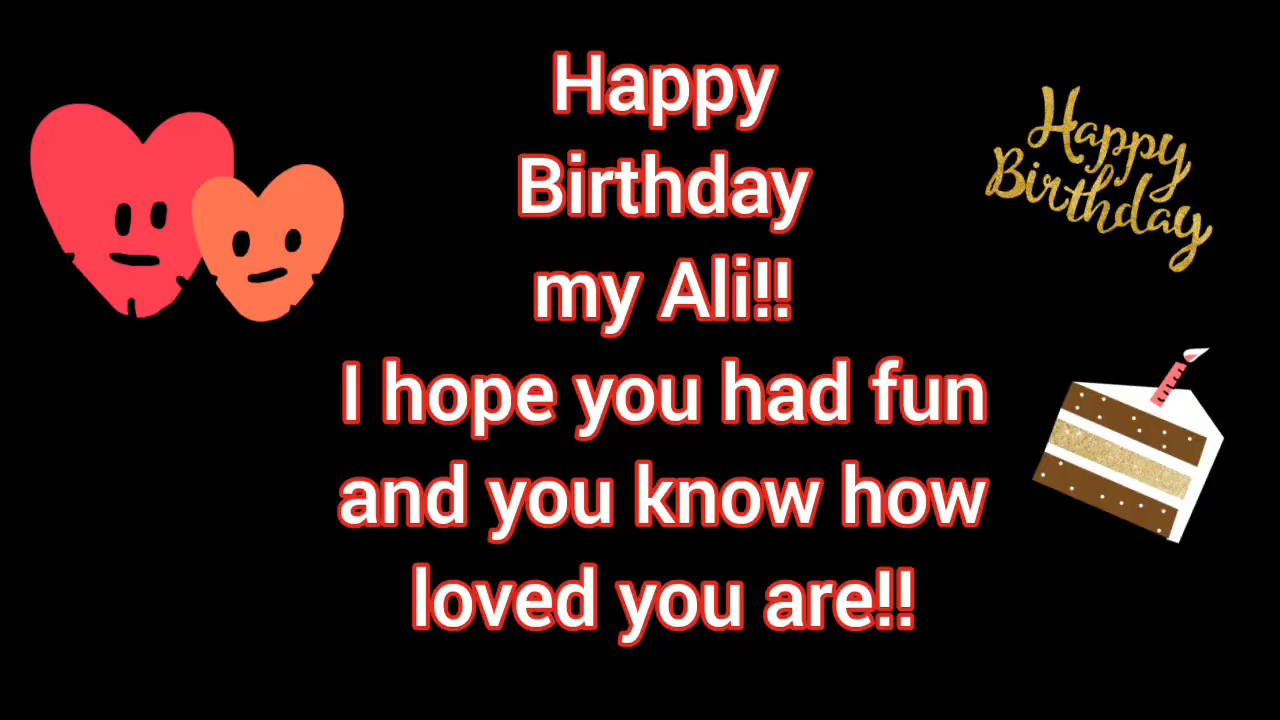 Happy
Birthday
my Ali!!
I hope you had fun
and you know how
loved you are!!
Happy
Birthday